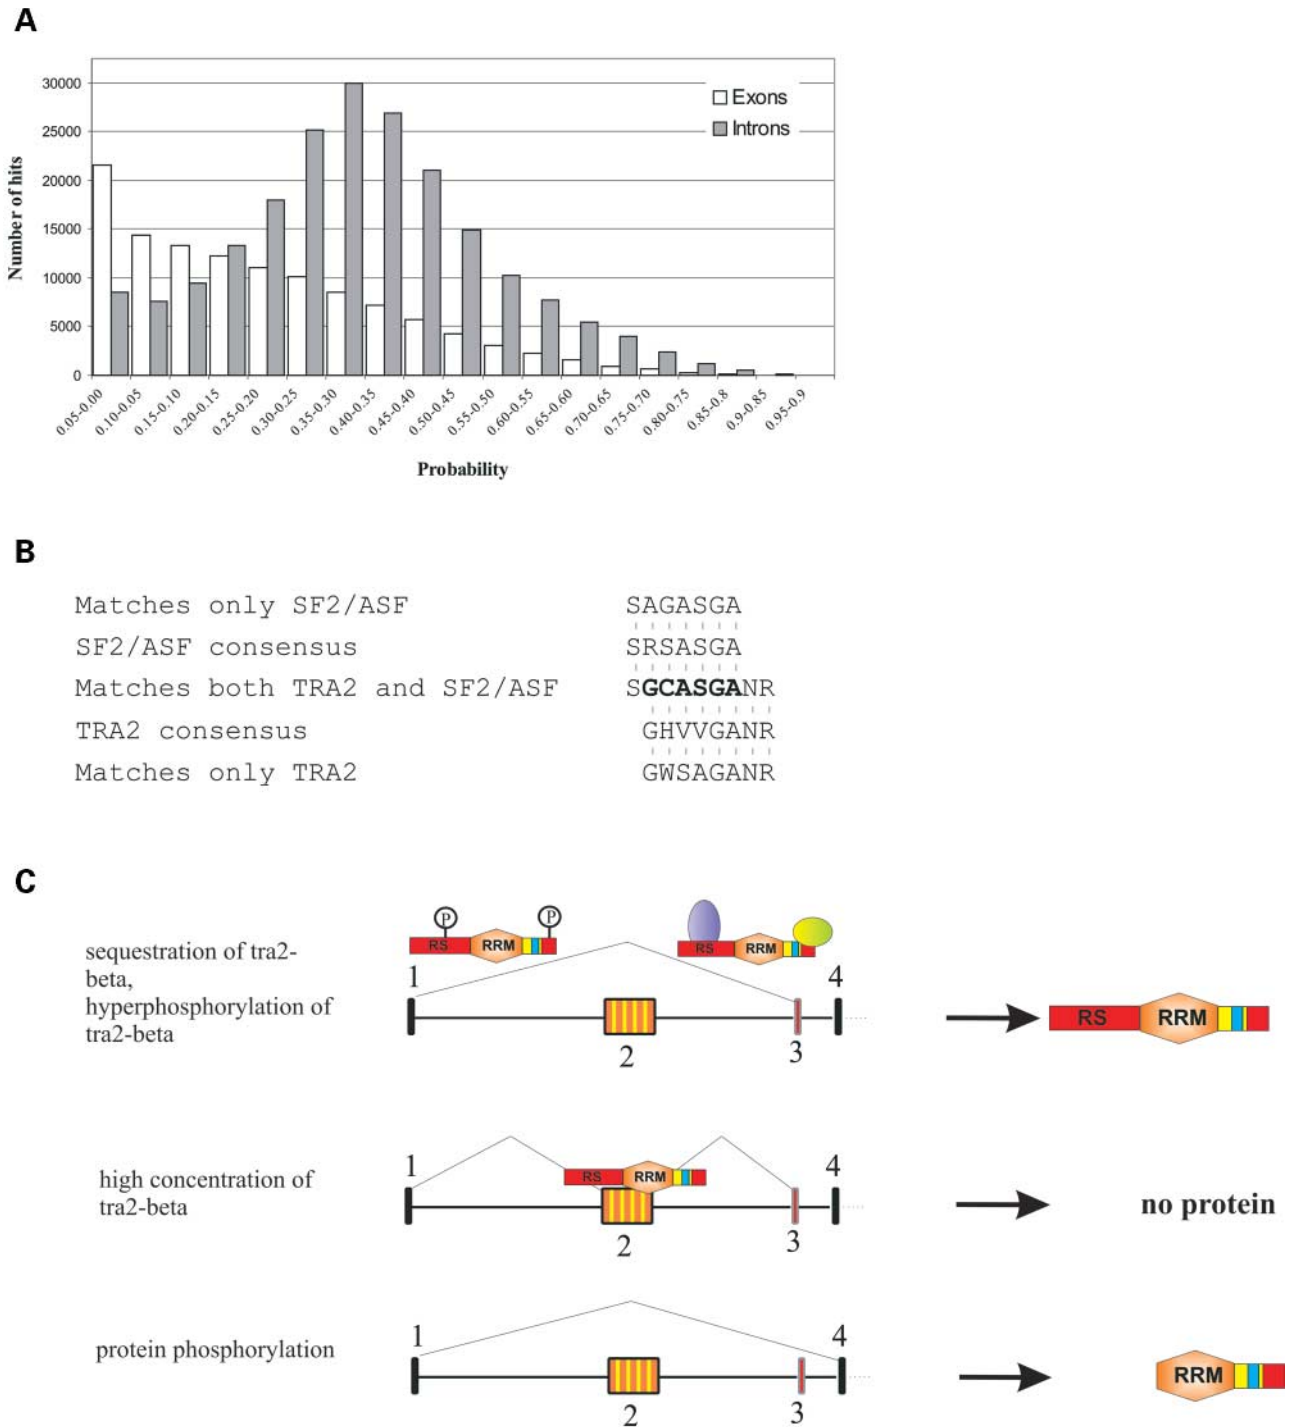 A
30000
25000
20000
15000
10000
5000
0
Number of hits
Exons
Introns
0.05-0.00
0.10-0.05
0.15-0.10
0.20-0.15
0.25-0.20
0.30-0.25
0.35-0.30
0.40-0.35
0.45-0.40
0.50-0.45
0.55-0.50
0.60-0.55
0.65-0.60
0.70-0.65
0.75-0.70
0.80-0.75
0.85-0.8
0.9-0.85
0.95-0.9
Probability
B
Matches only SF2/ASF SAGASGA
SF2/ASF consensus SRSASGA
Matches both TRA2 and SF2/ASF SGCASGANR
TRA2 consensus GHVVGANR
Matches only TRA2 GWSAGANR
C
sequestration of tra2-
beta,
hyperphosphorylation of
tra2-beta
P P
RS RRM RS RRM
1 4
2 3
RS RRM
high concentration of
tra2-beta
1 4
RS RRM
2 3
no protein
protein phosphorylation
1 4
2 3
RRM